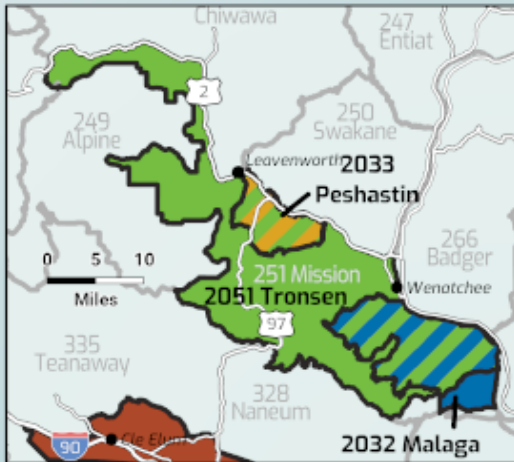 Chiwawa
247
Entiat
2
249
Alpine
250
Swakane
Leavenworth
2033
Peshastin
266
Badger
0 5 10
Miles
251 Mission
2051 Tronsen
Wenatchee
97
335
Teanaway
328
Naneum
90
Cle Elum
2032 Malaga